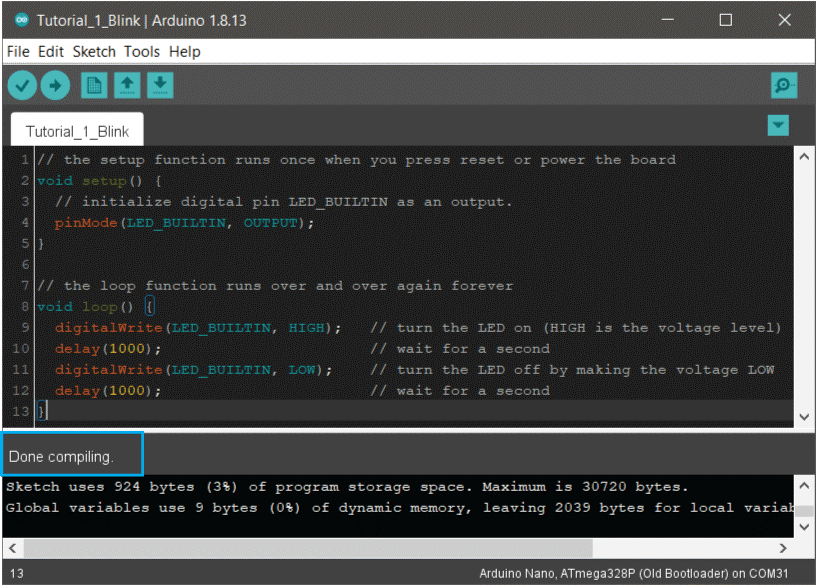 Tutorial_1_Blink | Arduino 1.8.13
File Edit Sketch Tools Help
Tutorial_1_Blink
1 // the setup function runs once when you press reset or power the board
2 void setup() {
3   // initialize digital pin LED_BUILTIN as an output.
4   pinMode(LED_BUILTIN, OUTPUT);
5 }
6
7 // the loop function runs over and over again forever
8 void loop() {
9   digitalWrite(LED_BUILTIN, HIGH);   // turn the LED on (HIGH is the voltage level)
10   delay(1000);                       // wait for a second
11   digitalWrite(LED_BUILTIN, LOW);    // turn the LED off by making the voltage LOW
12   delay(1000);                       // wait for a second
13 }
Done compiling.
Sketch uses 924 bytes (3%) of program storage space. Maximum is 30720 bytes.
Global variables use 9 bytes (0%) of dynamic memory, leaving 2039 bytes for local variab
13 Arduino Nano, ATmega328P (Old Bootloader) on COM31